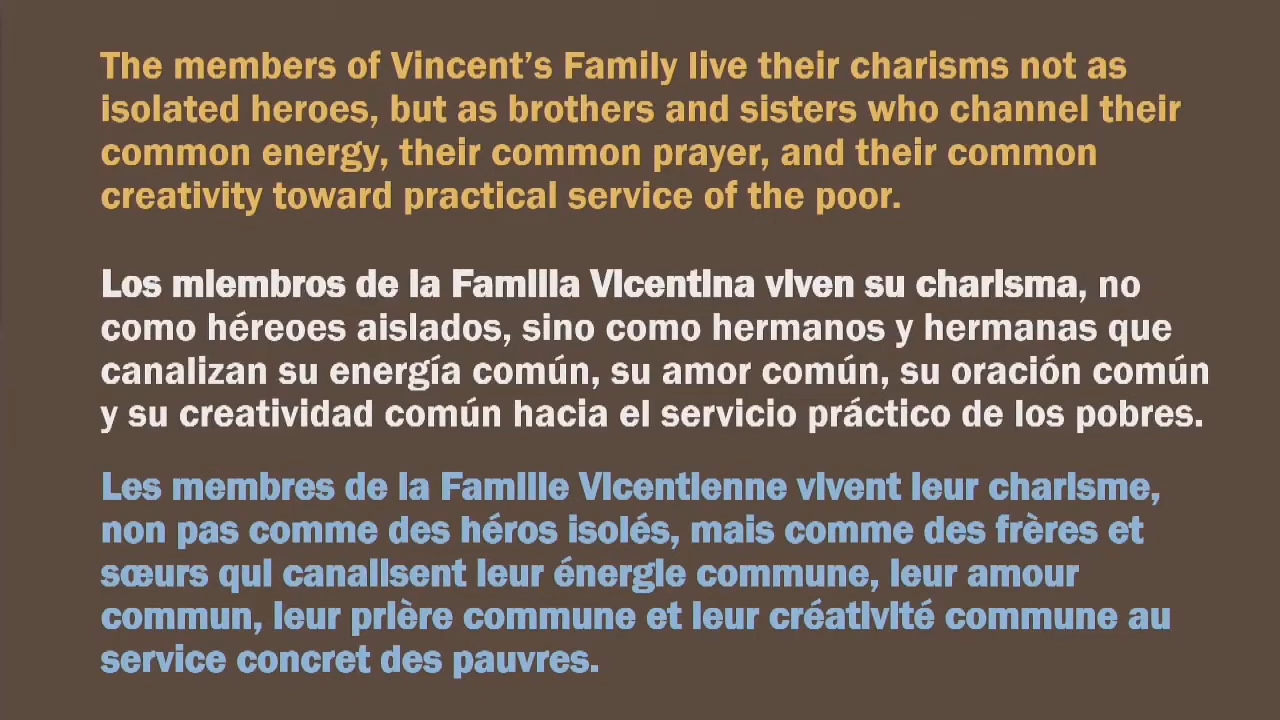 The members of Vincent's Family live their charisms not as
isolated heroes, but as brothers and sisters who channel their
common energy, their common prayer, and their common
creativity toward practical service of the poor.
Los miembros de la Familia Vicentina viven su charisma, no
como héreoes aislados, sino como hermanos y hermanas que
canalizan su energía común, su amor común, su oración común
y su creatividad común hacia el servicio práctico de los pobres.
Les membres de la Famille Vicentienne vivent leur charisme,
non pas comme des héros isolés, mais comme des frères et
sœurs qui canalisent leur énergie commune, leur amour
commun, leur prière commune et leur créativité commune au
service concret des pauvres.